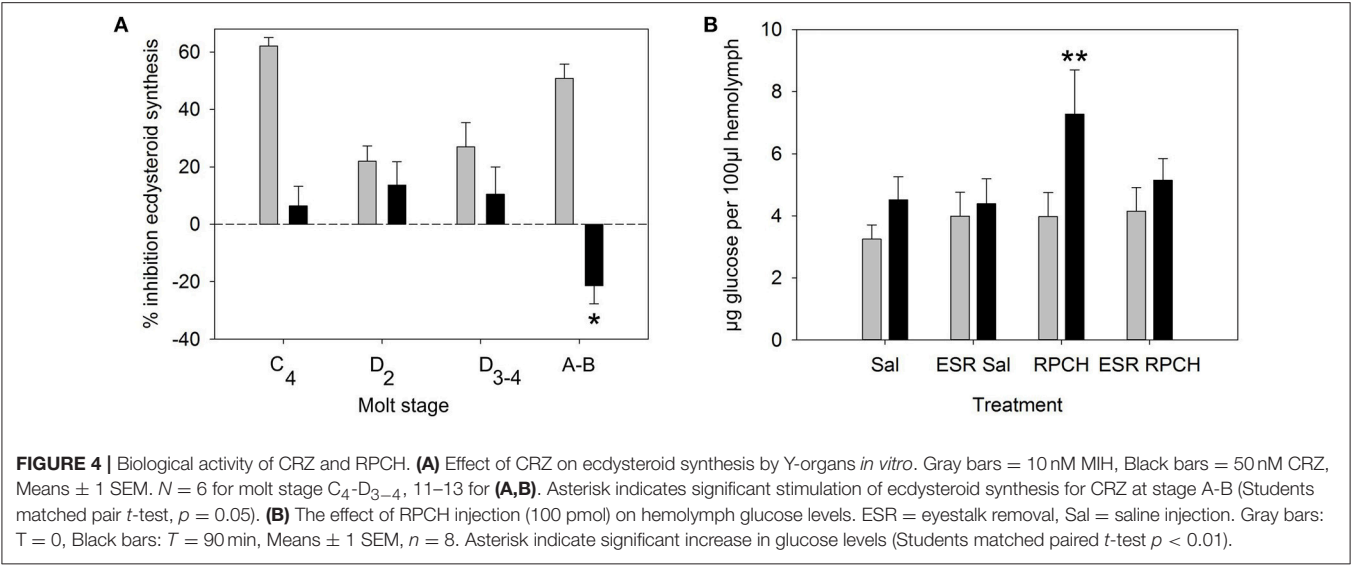 A
% inhibition ecdysteroid synthesis
60
40
20
0
-20
-40
*
C4
D2
D3-4
A-B
Molt stage
B
µg glucose per 100µl hemolymph
10
8
6
4
2
0
**
Sal
ESR Sal
RPCH
ESR RPCH
Treatment
FIGURE 4 | Biological activity of CRZ and RPCH. (A) Effect of CRZ on ecdysteroid synthesis by Y-organs in vitro. Gray bars = 10 nM MIH, Black bars = 50 nM CRZ,
Means ± 1 SEM. N = 6 for molt stage C4-D3−4, 11–13 for (A,B). Asterisk indicates significant stimulation of ecdysteroid synthesis for CRZ at stage A-B (Students
matched pair t-test, p = 0.05). (B) The effect of RPCH injection (100 pmol) on hemolymph glucose levels. ESR = eyestalk removal, Sal = saline injection. Gray bars:
T = 0, Black bars: T = 90 min, Means ± 1 SEM, n = 8. Asterisk indicate significant increase in glucose levels (Students matched paired t-test p < 0.01).